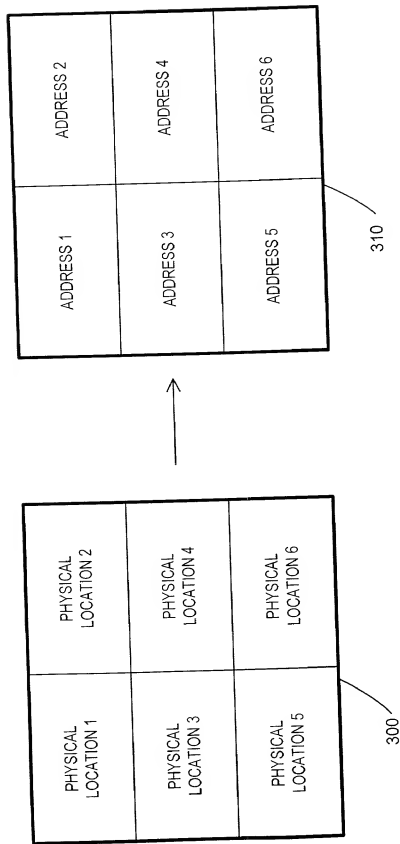 PHYSICAL
LOCATION 1
PHYSICAL
LOCATION 2
PHYSICAL
LOCATION 3
PHYSICAL
LOCATION 4
PHYSICAL
LOCATION 5
PHYSICAL
LOCATION 6
300
ADDRESS 1
ADDRESS 2
ADDRESS 3
ADDRESS 4
ADDRESS 5
ADDRESS 6
310